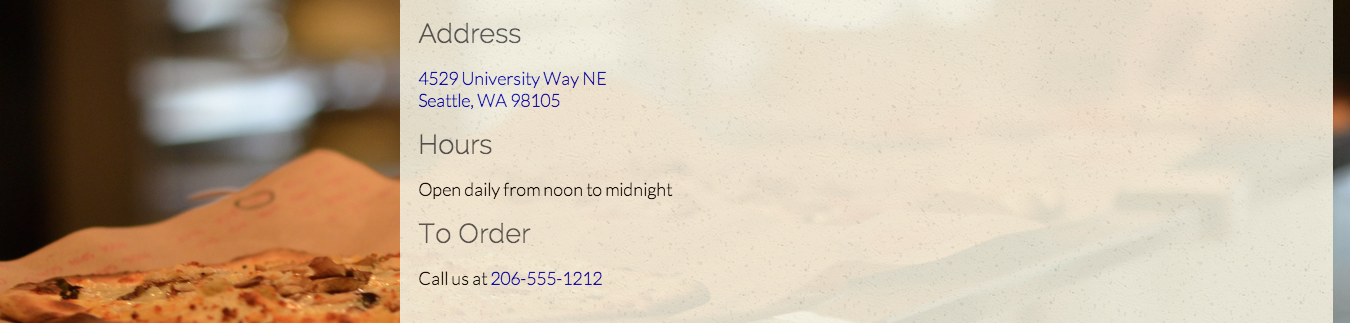 Address
4529 University Way NE
Seattle, WA 98105
Hours
Open daily from noon to midnight
To Order
Call us at 206-555-1212